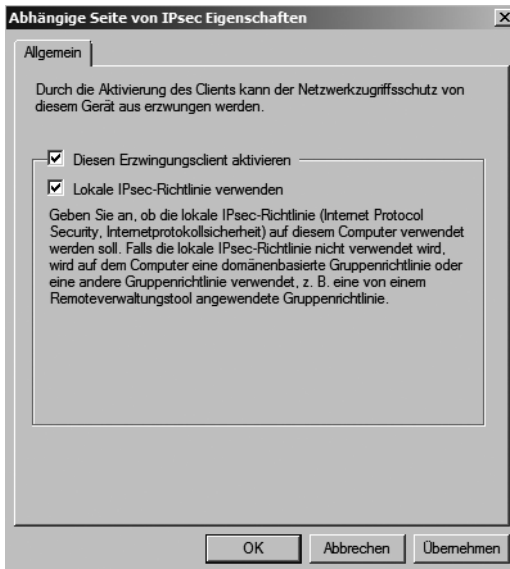 Abhängige Seite von IPsec Eigenschaften
Allgemein
Durch die Aktivierung des Clients kann der Netzwerkzugriffsschutz von
diesem Gerät aus erzwungen werden.
Diesen Erzwingungsclient aktivieren
Lokale IPsec-Richtlinie verwenden
Geben Sie an, ob die lokale IPsec-Richtlinie (Internet Protocol
Security, Internetprotokollsicherheit) auf diesem Computer verwendet
werden soll. Falls die lokale IPsec-Richtlinie nicht verwendet wird,
wird auf dem Computer eine domänenbasierte Gruppenrichtlinie oder
eine andere Gruppenrichtlinie verwendet, z. B. eine von einem
Remoteverwaltungstool angewendete Gruppenrichtlinie.
OK Abbrechen Übernehmen